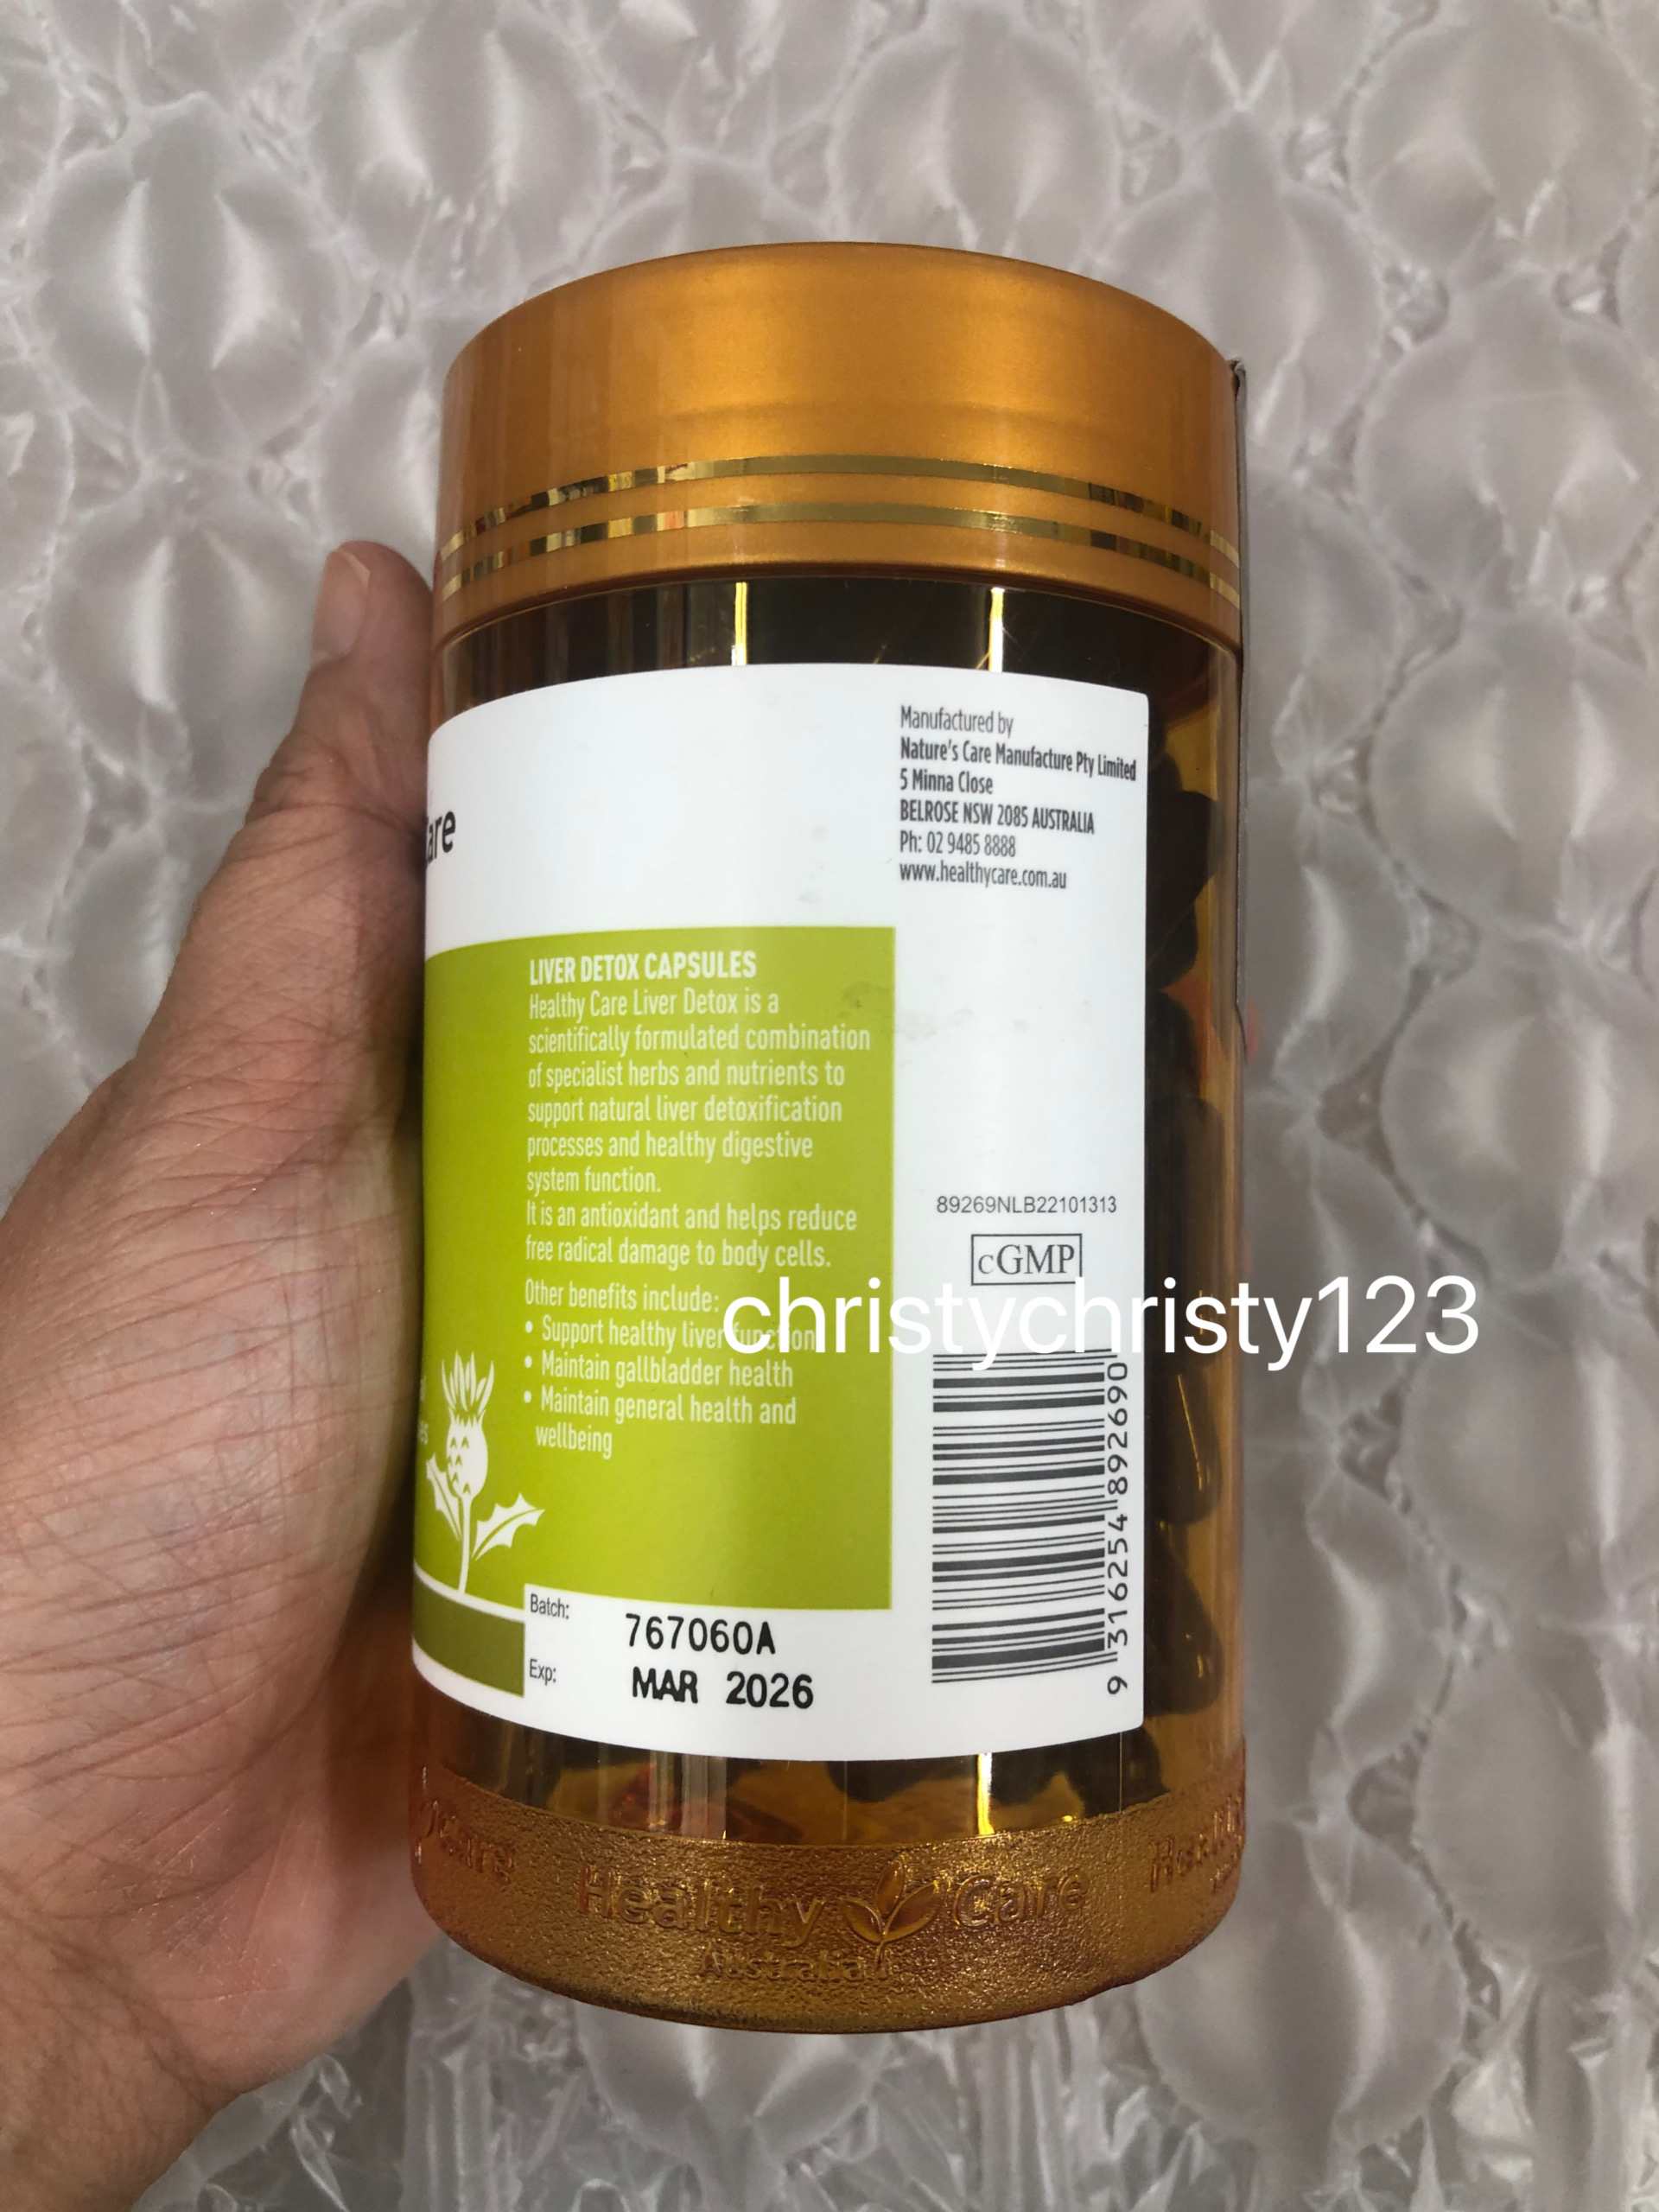 Manufactured by
Nature's Care Manufacture Pty Limited
5 Minna Close
BELROSE NSW 2085 AUSTRALIA
Ph: 02 9485 8888
www.healthycare.com.au
are
LIVER DETOX CAPSULES
Healthy Care Liver Detox is a
scientifically formulated combination
of specialist herbs and nutrients to
support natural liver detoxification
processes and healthy digestive
system function.
It is an antioxidant and helps reduce
free radical damage to body cells.
Other benefits include:
• Support healthy liver function
• Maintain gallbladder health
• Maintain general health and
wellbeing
89269NLB22101313
cGMP
christychristy123
9 316254 892690
Batch: 767060A
Exp: MAR 2026
care
Healthy Care
Australia